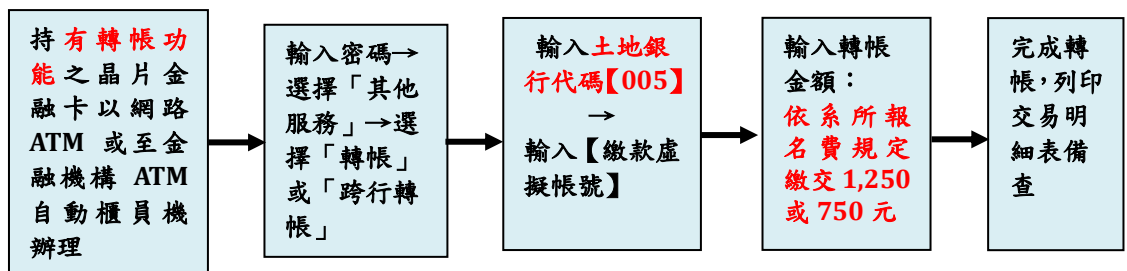 持有轉帳功
能之晶片金
融卡以網路
ATM 或至金
融機構 ATM
自動櫃員機
辦理
輸入密碼→
選擇「其他
服務」→選
擇「轉帳」
或「跨行轉
帳」
輸入土地銀
行代碼【005】
→
輸入【繳款虛
擬帳號】
輸入轉帳
金額：
依系所報
名費規定
繳交 1,250
或 750 元
完成轉
帳，列印
交易明
細表備
查